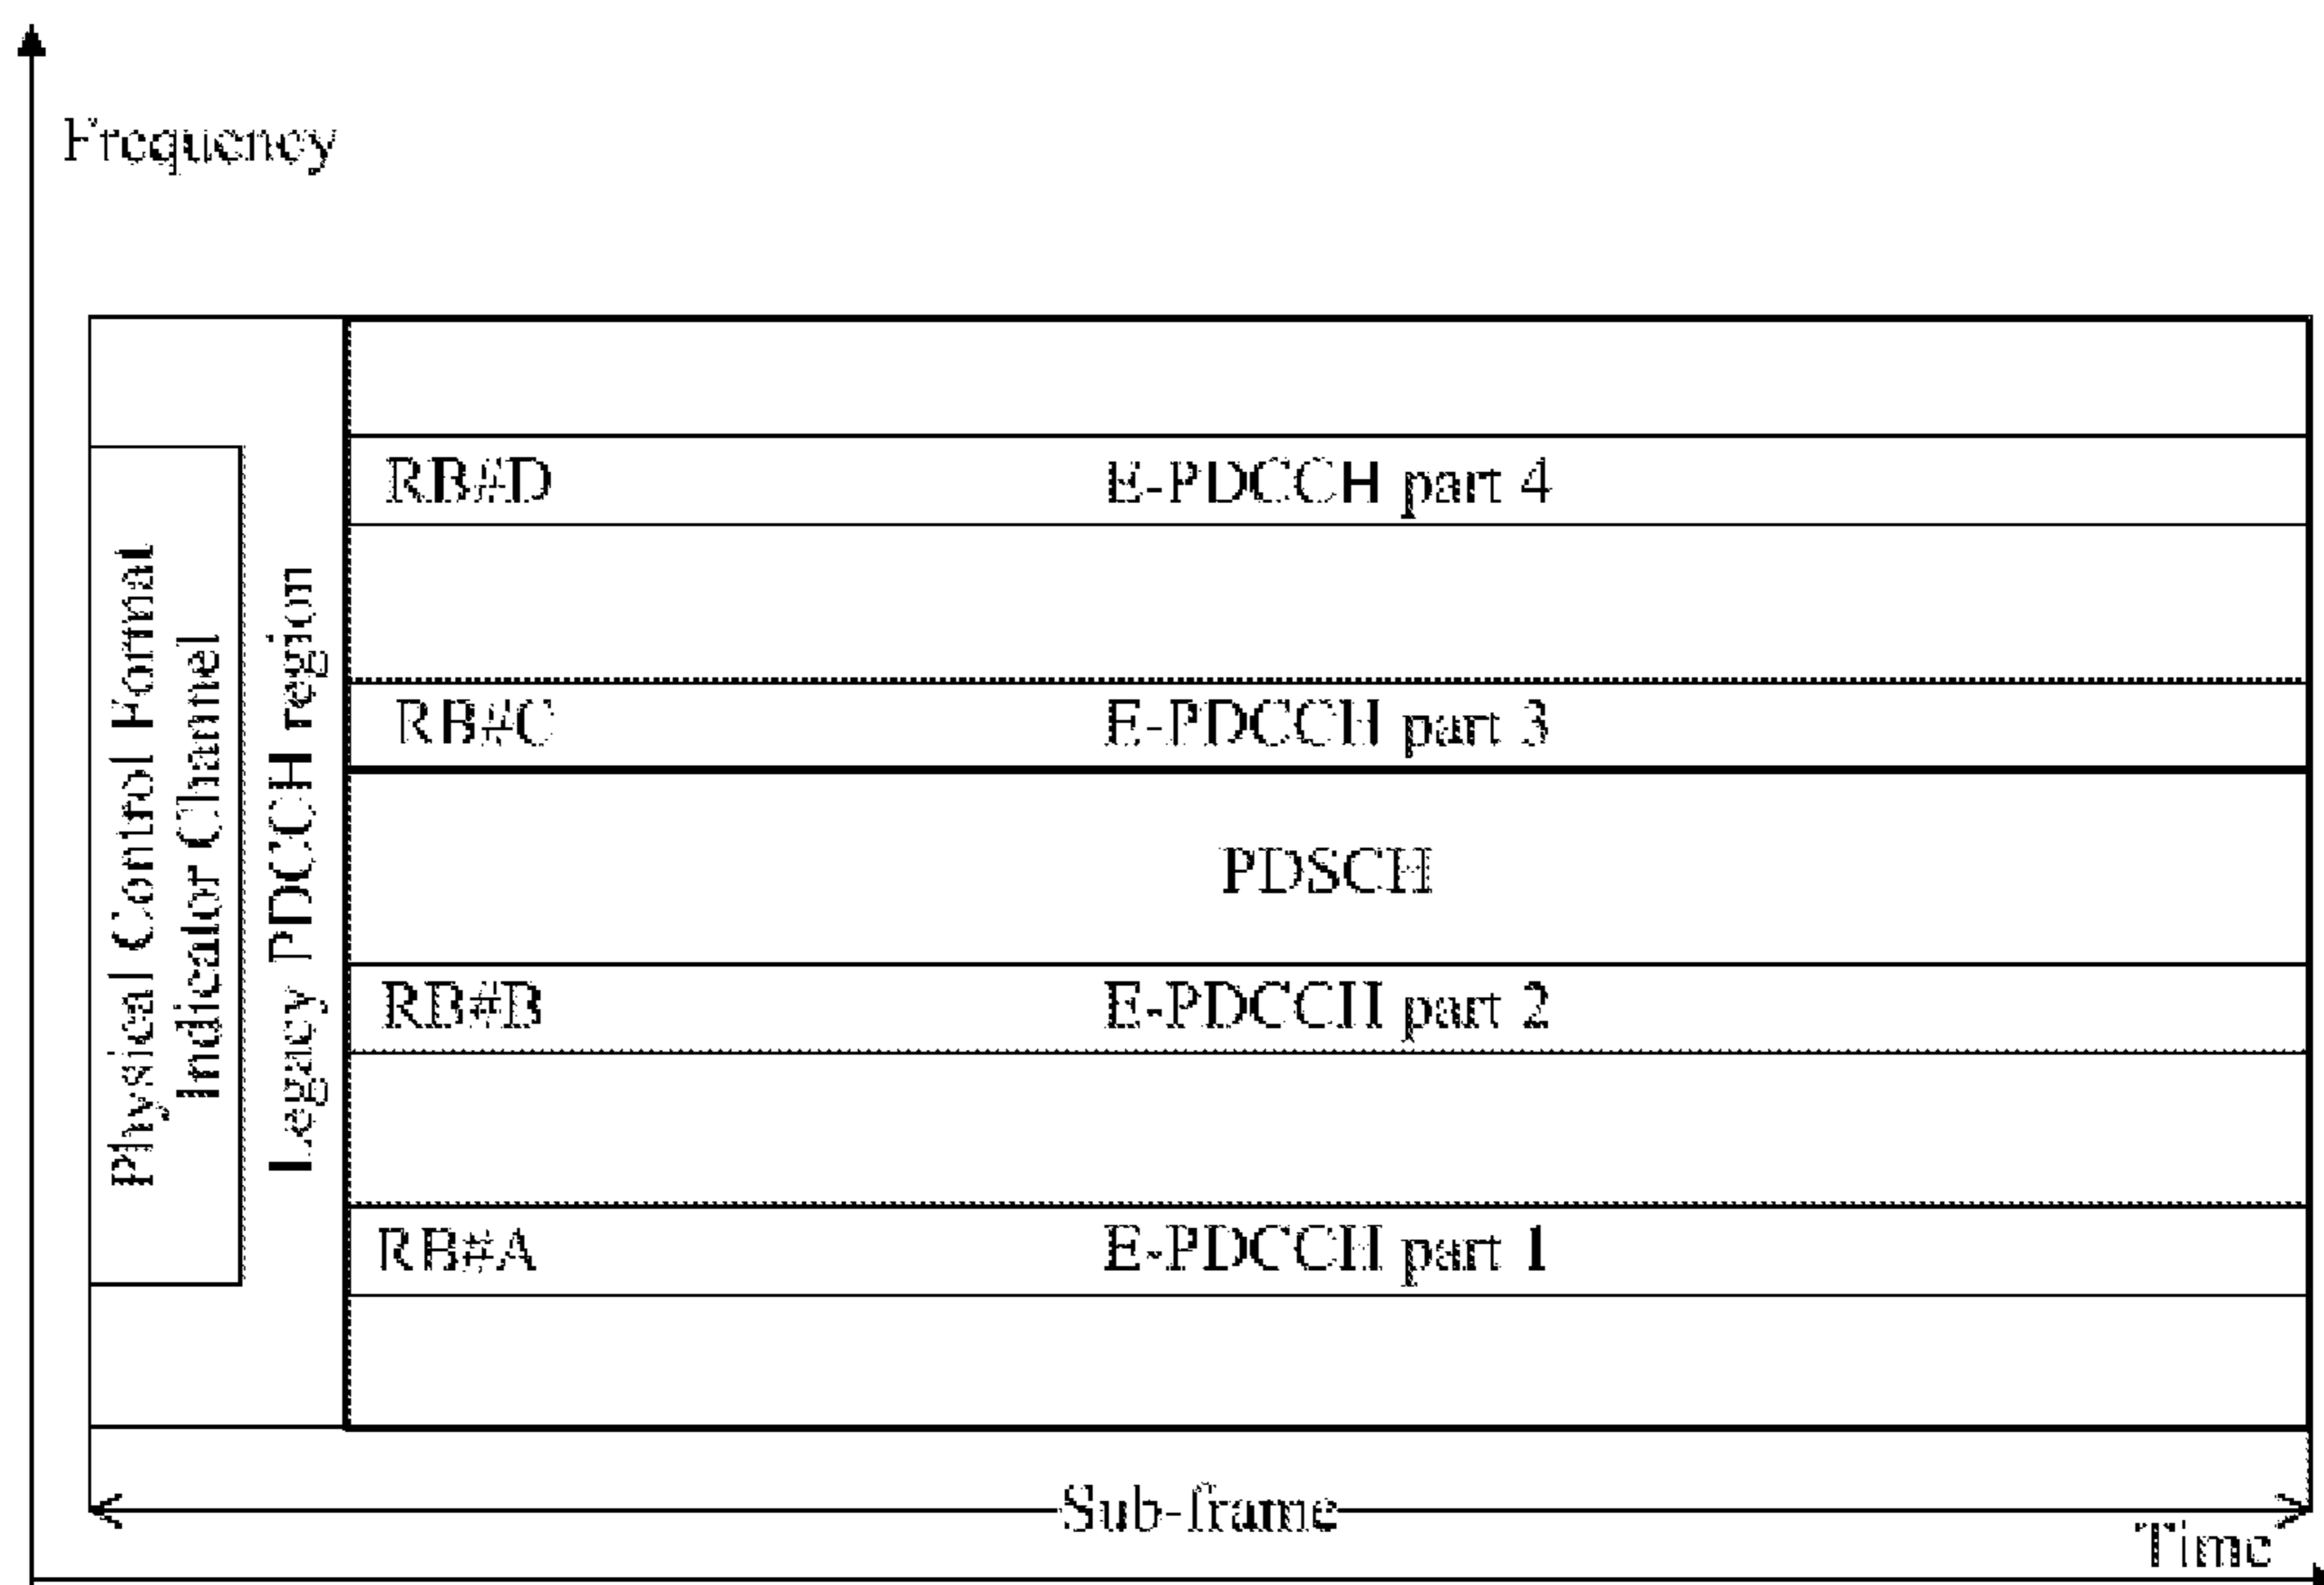 Frequency
RB#D E-PDCCH part 4
RB#C E-PDCCH part 3
PDSCH
RB#B E-PDCCH part 2
RB#A E-PDCCH part 1
Physical Control Format
Indicator Channel
Legacy PDCCH region
Sub-frame
Time